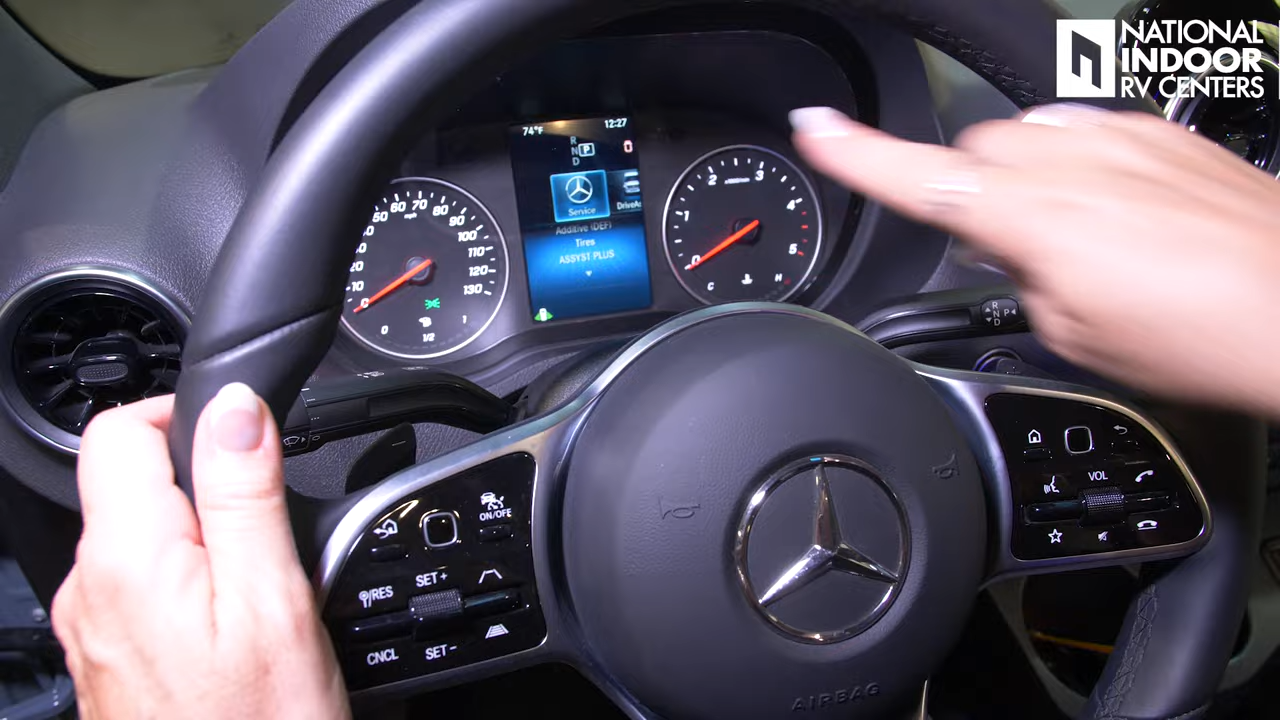 NATIONAL
INDOOR
RV CENTERS
74°F 12:27
R
N P
D
Service
Additive (DEF)
Tires
ASSYST PLUS
50 60 70 80 90 100 110 120 130
mph
20
10
0
0 1/2 1
0 1 2 3 4 5
C H
R
N P
D
ON/OFF
SET+
RES
CNCL
SET-
VOL
AIRBAG